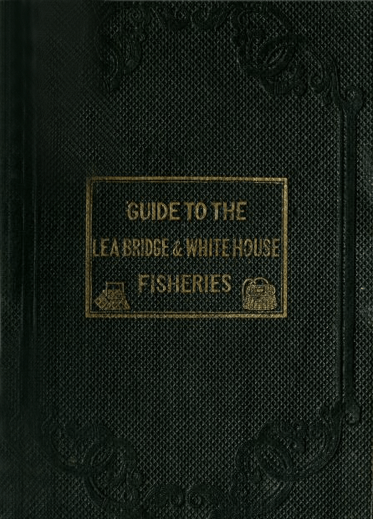 GUIDE TO THE
LEA BRIDGE & WHITE HOUSE
FISHERIES